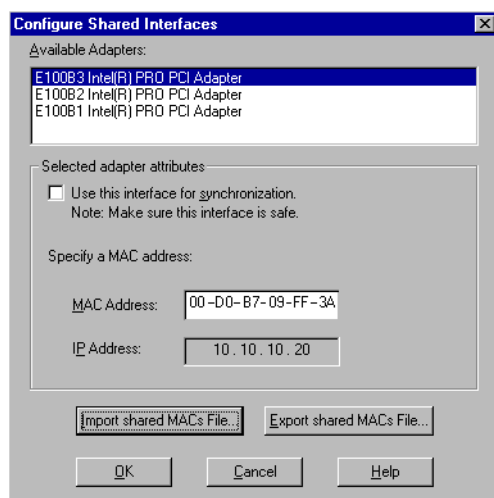 Configure Shared Interfaces
Available Adapters:
E100B3 Intel(R) PRO PCI Adapter
E100B2 Intel(R) PRO PCI Adapter
E100B1 Intel(R) PRO PCI Adapter
Selected adapter attributes
Use this interface for synchronization.
Note: Make sure this interface is safe.
Specify a MAC address:
MAC Address: 00-D0-B7-09-FF-3A
IP Address: 10 . 10 . 10 . 20
Import shared MACs File... Export shared MACs File...
OK Cancel Help